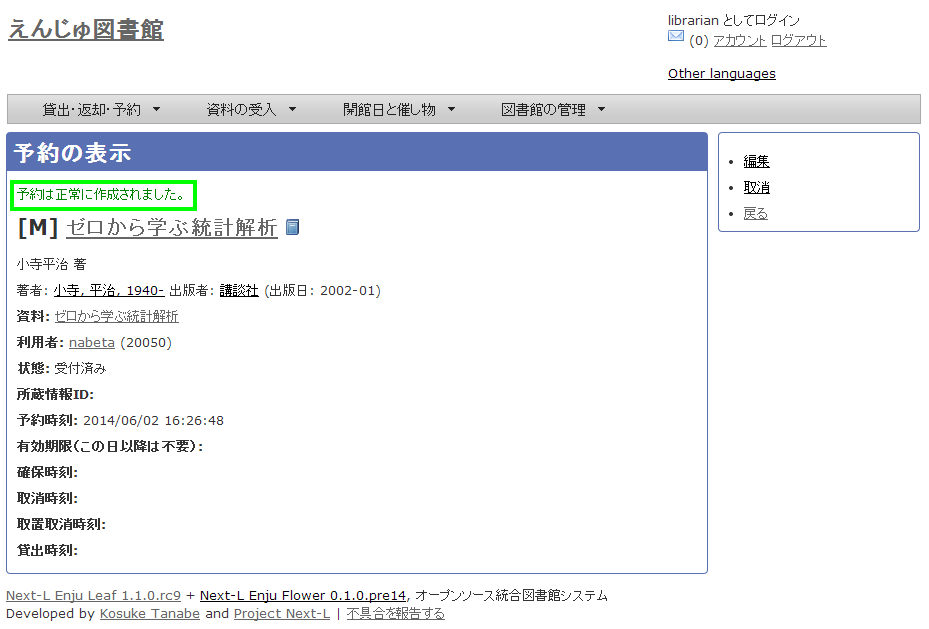 えんじゅ図書館
librarian としてログイン
(0) アカウント ログアウト
Other languages
貸出・返却・予約 ▼ 資料の受入 ▼ 開館日と催し物 ▼ 図書館の管理 ▼
予約の表示
予約は正常に作成されました。
[M] ゼロから学ぶ統計解析
小寺平治 著
著者: 小寺, 平治, 1940- 出版者: 講談社 (出版日: 2002-01)
資料: ゼロから学ぶ統計解析
利用者: nabeta (20050)
状態: 受付済み
所蔵情報ID:
予約時刻: 2014/06/02 16:26:48
有効期限(この日以降は不要):
確保時刻:
取消時刻:
取置取消時刻:
貸出時刻:
• 編集
• 取消
• 戻る
Next-L Enju Leaf 1.1.0.rc9 + Next-L Enju Flower 0.1.0.pre14, オープンソース統合図書館システム
Developed by Kosuke Tanabe and Project Next-L | 不具合を報告する